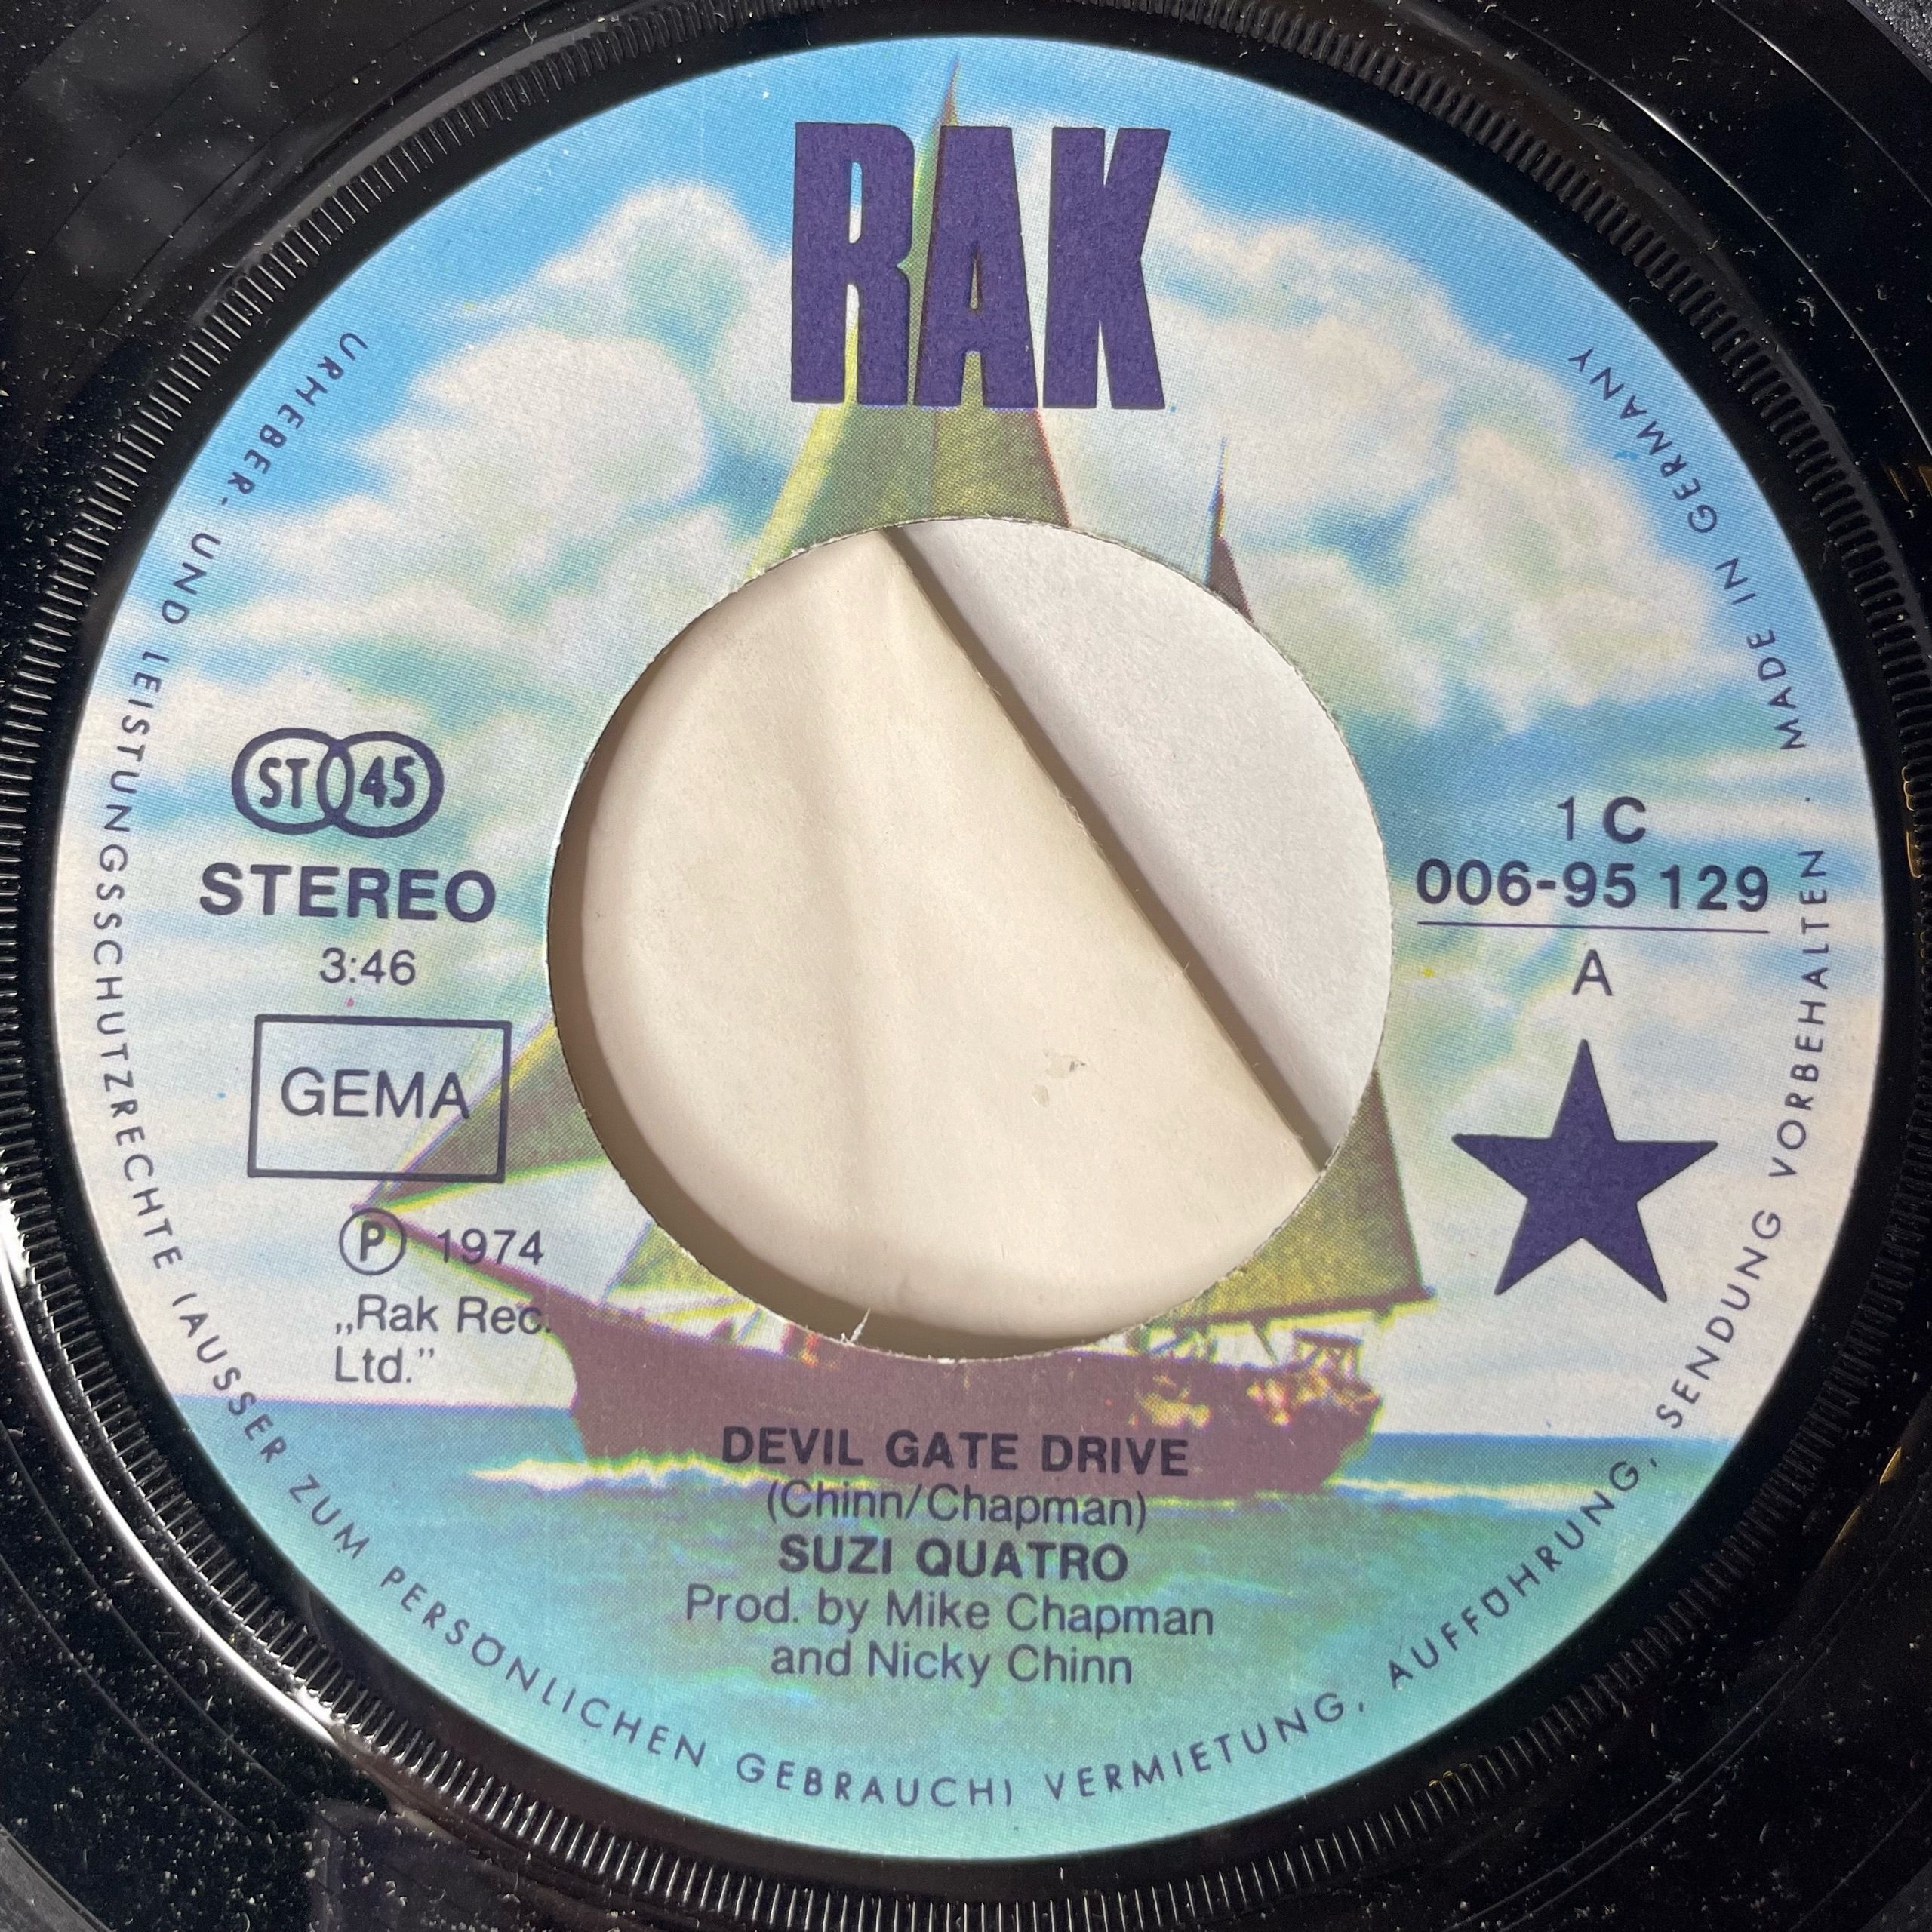 RAK
ST 45
STEREO
3:46
GEMA
Ⓟ 1974
„Rak Rec.
Ltd.”
1 C
006-95 129
A
DEVIL GATE DRIVE
(Chinn/Chapman)
SUZI QUATRO
Prod. by Mike Chapman
and Nicky Chinn
URHEBER- UND LEISTUNGSSCHUTZRECHTE (AUSSER ZUM PERSÖNLICHEN GEBRAUCH) VERMIETUNG, AUFFÜHRUNG, SENDUNG VORBEHALTEN · MADE IN GERMANY